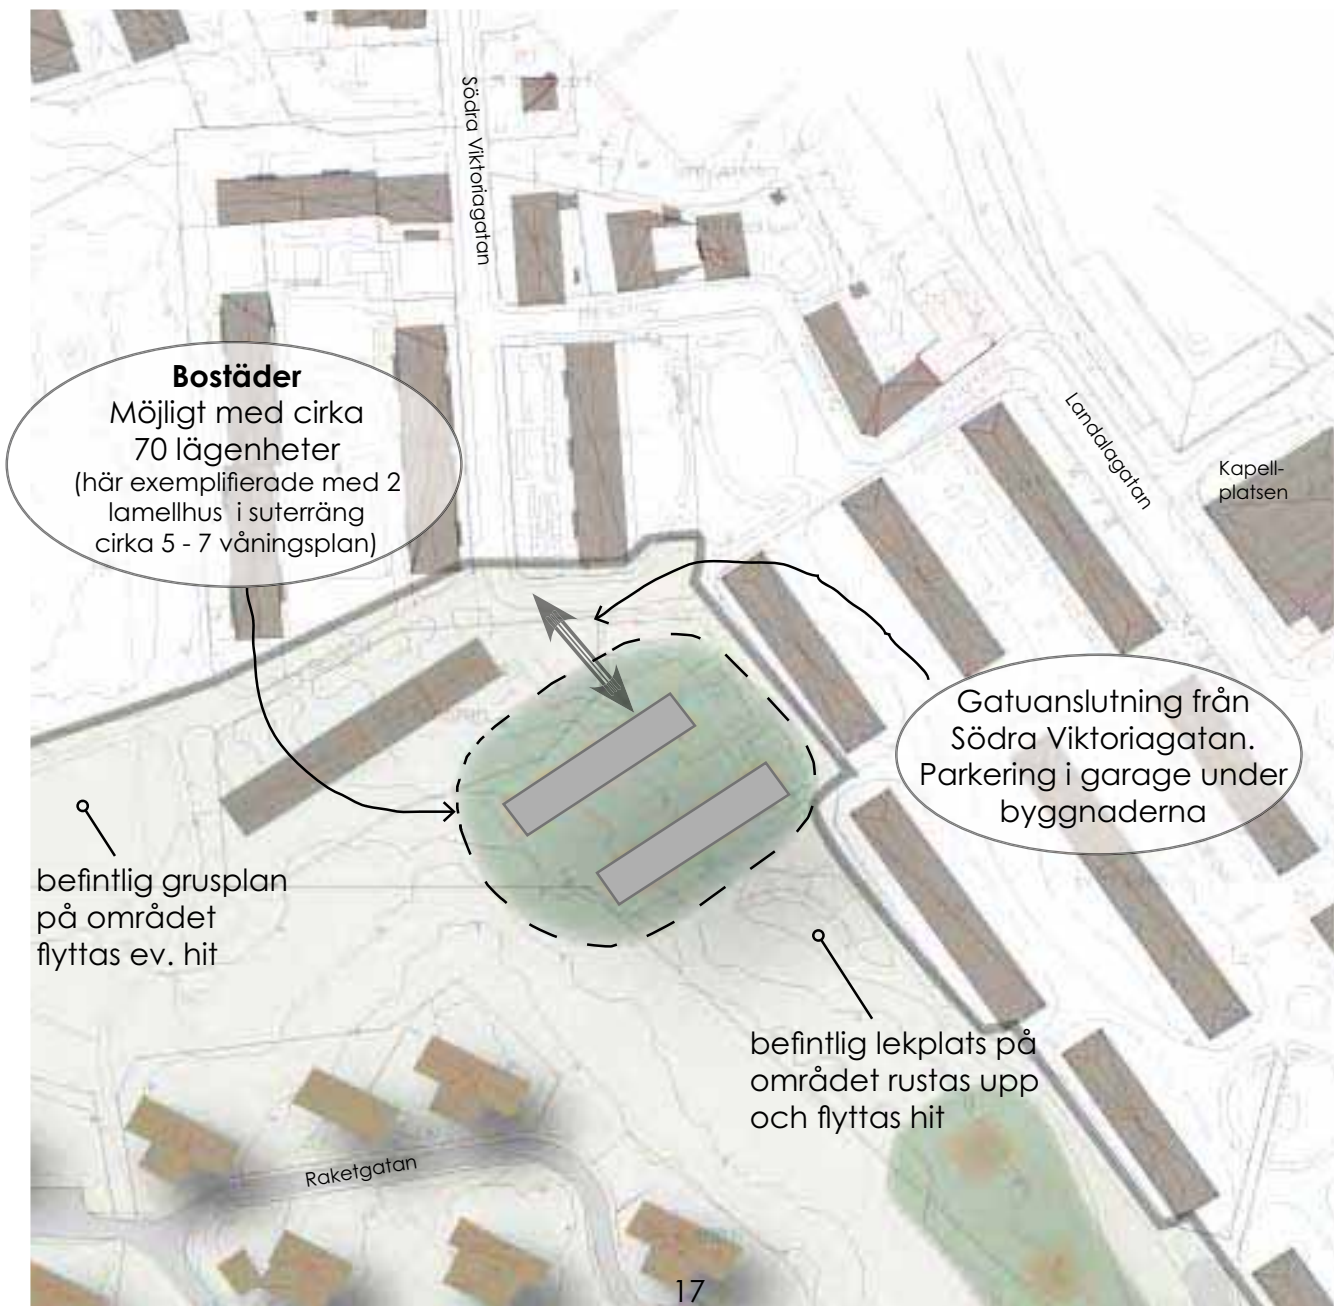 Södra Viktoriagatan
Bostäder
Möjligt med cirka
70 lägenheter
(här exemplifierade med 2
lamellhus i suterräng
cirka 5 - 7 våningsplan)
Landalagatan
Kapell-
platsen
Gatuanslutning från
Södra Viktoriagatan.
Parkering i garage under
byggnaderna
befintlig grusplan
på området
flyttas ev. hit
befintlig lekplats på
området rustas upp
och flyttas hit
Raketgatan
17